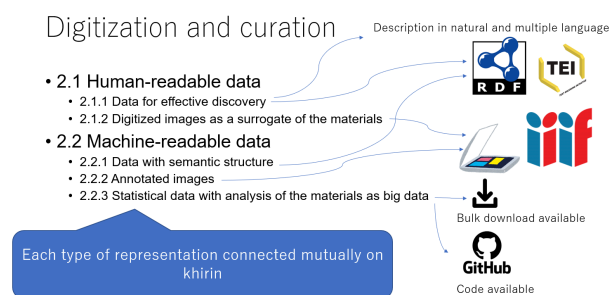 Digitization and curation
Description in natural and multiple language
• 2.1 Human-readable data
• 2.1.1 Data for effective discovery
• 2.1.2 Digitized images as a surrogate of the materials
• 2.2 Machine-readable data
• 2.2.1 Data with semantic structure
• 2.2.2 Annotated images
• 2.2.3 Statistical data with analysis of the materials as big data
RDF
TEI
iiif
Bulk download available
GitHub
Code available
Each type of representation connected mutually on
khirin